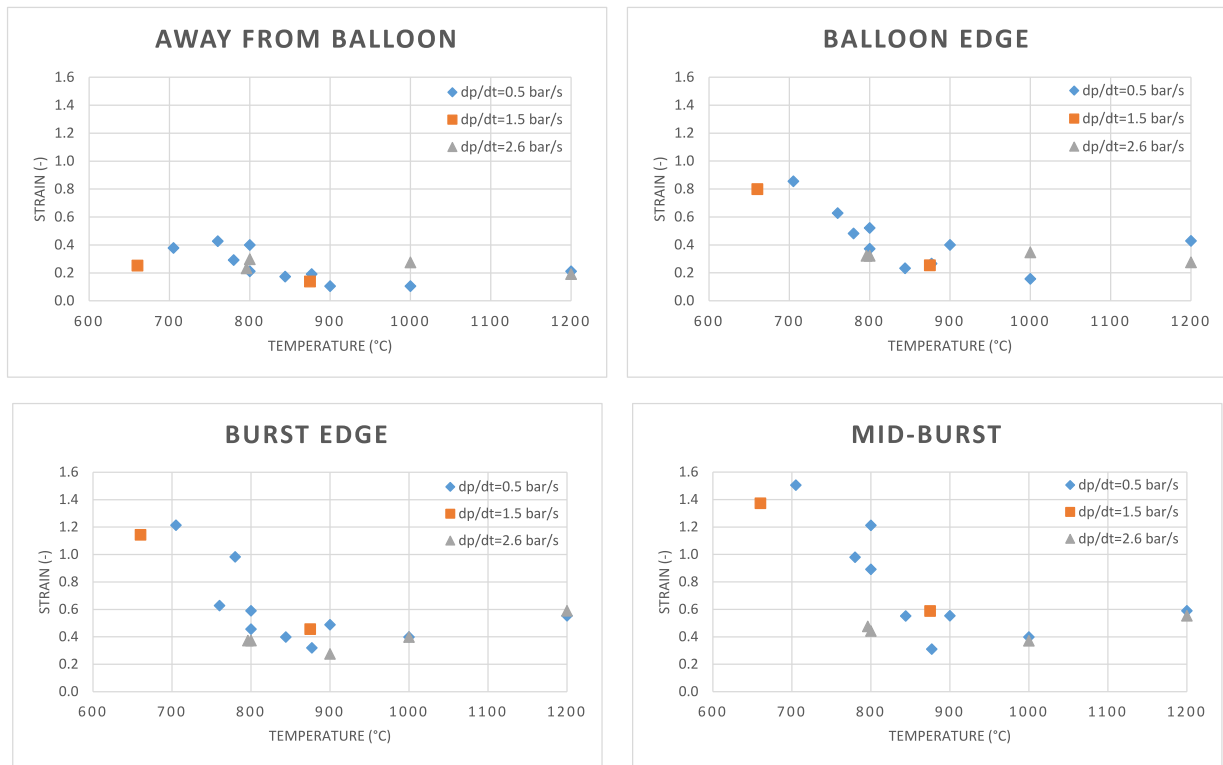 AWAY FROM BALLOON
1.6
1.4
1.2
1.0
0.8
0.6
0.4
0.2
0.0
STRAIN (-)
dp/dt=0.5 bar/s
dp/dt=1.5 bar/s
dp/dt=2.6 bar/s
600 700 800 900 1000 1100 1200
TEMPERATURE (°C)
BALLOON EDGE
1.6
1.4
1.2
1.0
0.8
0.6
0.4
0.2
0.0
STRAIN (-)
dp/dt=0.5 bar/s
dp/dt=1.5 bar/s
dp/dt=2.6 bar/s
600 700 800 900 1000 1100 1200
TEMPERATURE (°C)
BURST EDGE
1.6
1.4
1.2
1.0
0.8
0.6
0.4
0.2
0.0
STRAIN (-)
dp/dt=0.5 bar/s
dp/dt=1.5 bar/s
dp/dt=2.6 bar/s
600 700 800 900 1000 1100 1200
TEMPERATURE (°C)
MID-BURST
1.6
1.4
1.2
1.0
0.8
0.6
0.4
0.2
0.0
STRAIN (-)
dp/dt=0.5 bar/s
dp/dt=1.5 bar/s
dp/dt=2.6 bar/s
600 700 800 900 1000 1100 1200
TEMPERATURE (°C)